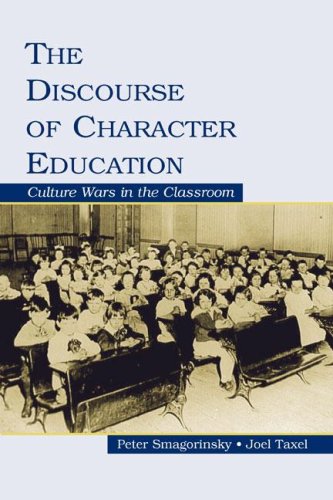 THE
DISCOURSE
OF CHARACTER
EDUCATION
Culture Wars in the Classroom
Peter Smagorinsky • Joel Taxel